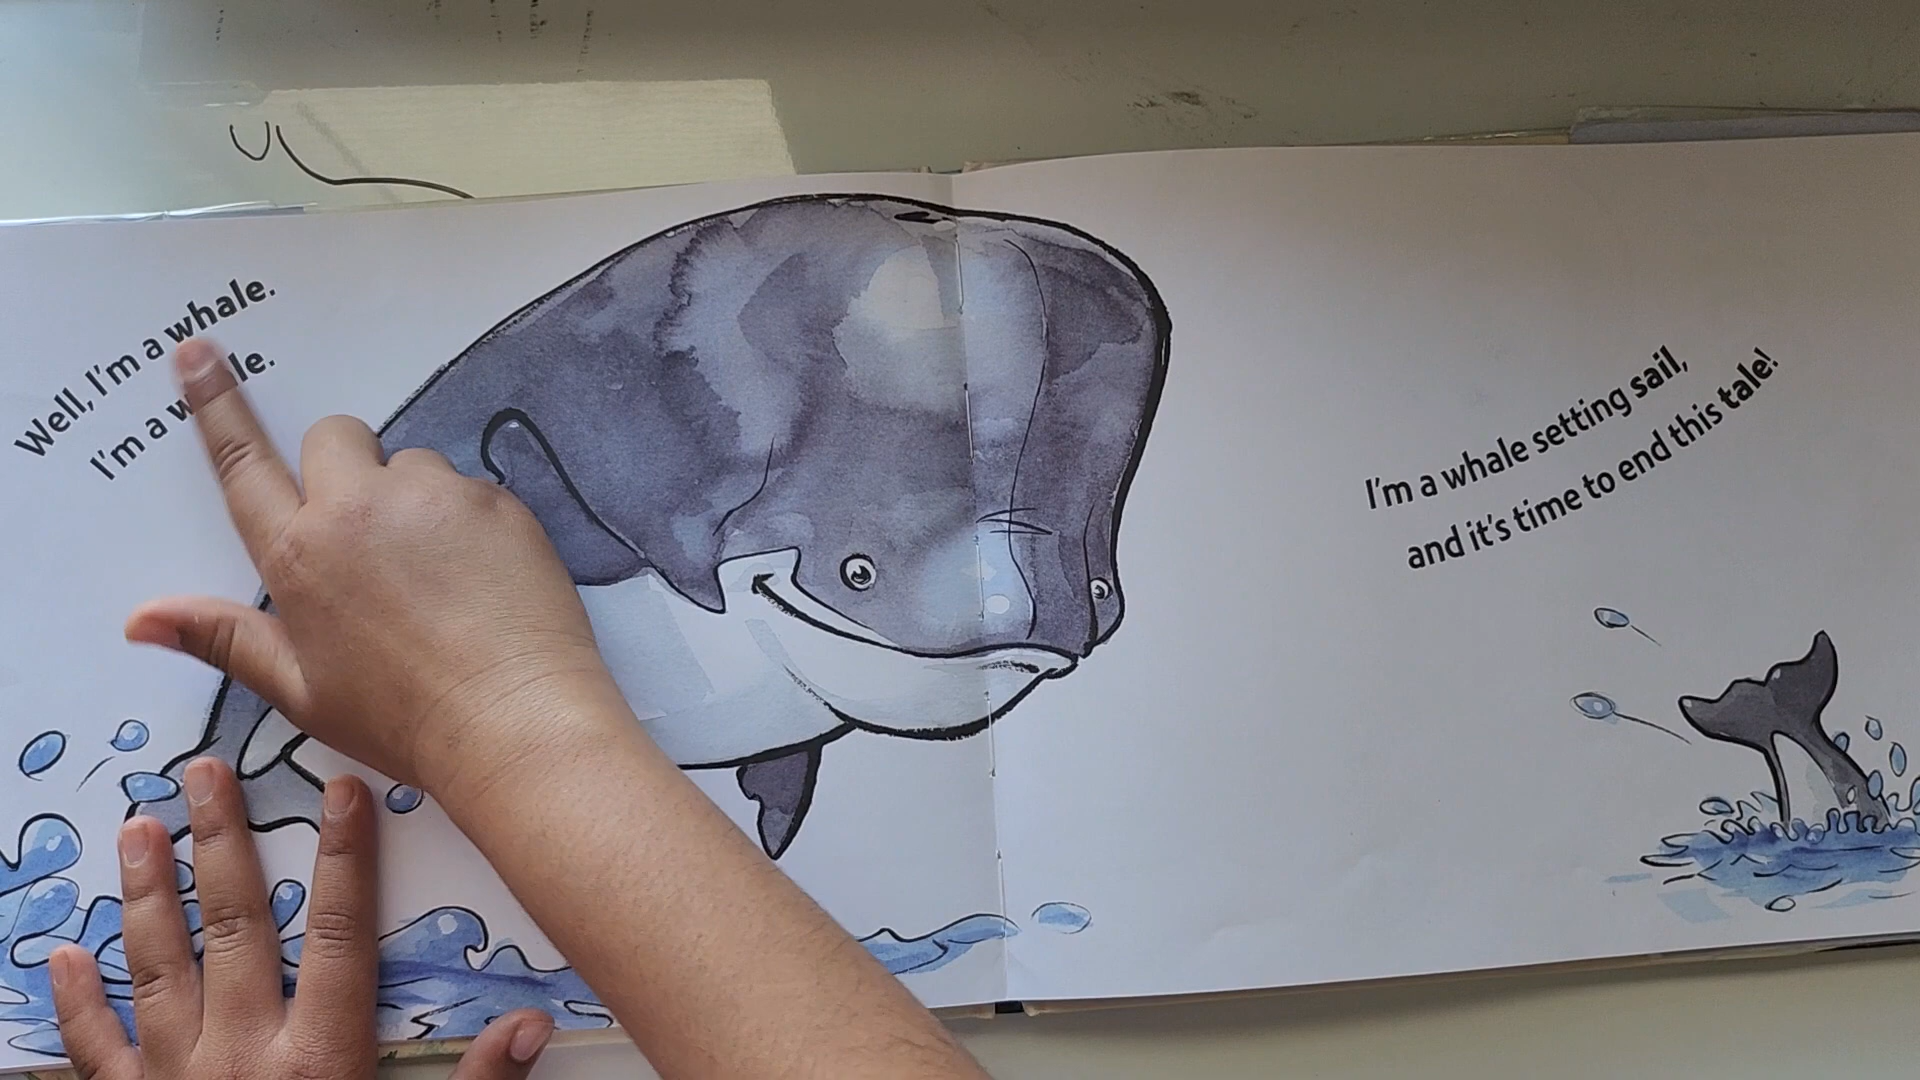 Well, I'm a whale.
I'm a
I'm a whale setting sail,
and it's time to end this tale!